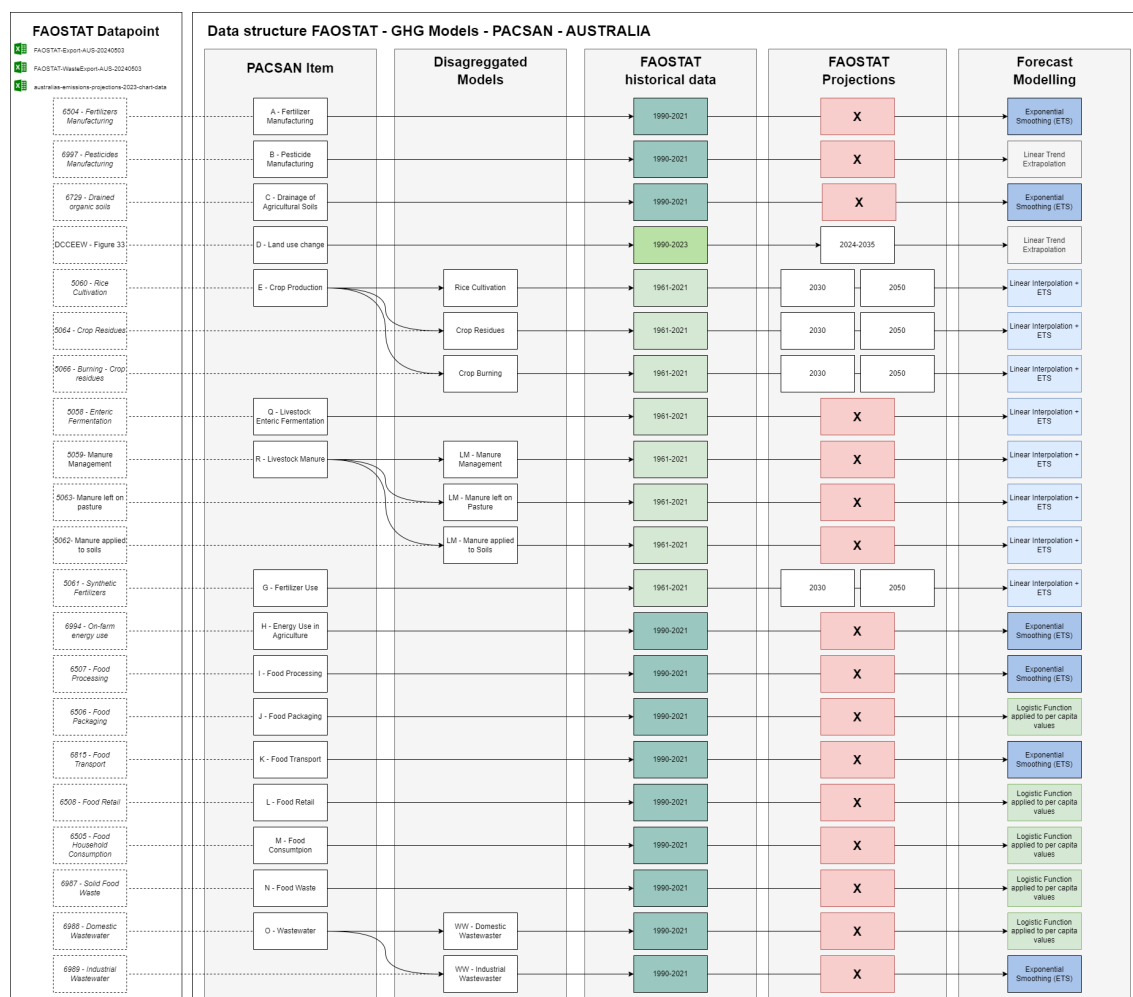 FAOSTAT Datapoint
FAOSTAT-Export-AUS-20240503
FAOSTAT-WasteExport-AUS-20240503
australias-emissions-projections-2023-chart-data
Data structure FAOSTAT - GHG Models - PACSAN - AUSTRALIA
PACSAN Item
Disagreggated
Models
FAOSTAT
historical data
FAOSTAT
Projections
Forecast
Modelling
6504 - Fertilizers
Manufacturing
A - Fertilizer
Manufacturing
1990-2021
X
Exponential
Smoothing (ETS)
6997 - Pesticides
Manufacturing
B - Pesticide
Manufacturing
1990-2021
X
Linear Trend
Extrapolation
6729 - Drained
organic soils
C - Drainage of
Agricultural Soils
1990-2021
X
Exponential
Smoothing (ETS)
DCCEEW - Figure 33
D - Land use change
1990-2023
2024-2035
Linear Trend
Extrapolation
5060 - Rice
Cultivation
E - Crop Production
Rice Cultivation
1961-2021
2030
2050
Linear Interpolation +
ETS
5064 - Crop Residues
Crop Residues
1961-2021
2030
2050
Linear Interpolation +
ETS
5066 - Burning - Crop
residues
Crop Burning
1961-2021
2030
2050
Linear Interpolation +
ETS
5058 - Enteric
Fermentation
Q - Livestock
Enteric Fermentation
1961-2021
X
Linear Interpolation +
ETS
5059- Manure
Management
R - Livestock Manure
LM - Manure
Management
1961-2021
X
Linear Interpolation +
ETS
5063- Manure left on
pasture
LM - Manure left on
Pasture
1961-2021
X
Linear Interpolation +
ETS
5062- Manure applied
to soils
LM - Manure applied
to Soils
1961-2021
X
Linear Interpolation +
ETS
5061 - Synthetic
Fertilizers
G - Fertilizer Use
1961-2021
2030
2050
Linear Interpolation +
ETS
6994 - On-farm
energy use
H - Energy Use in
Agriculture
1990-2021
X
Exponential
Smoothing (ETS)
6507 - Food
Processing
I - Food Processing
1990-2021
X
Exponential
Smoothing (ETS)
6506 - Food
Packaging
J - Food Packaging
1990-2021
X
Logistic Function
applied to per capita
values
6815 - Food
Transport
K - Food Transport
1990-2021
X
Exponential
Smoothing (ETS)
6508 - Food Retail
L - Food Retail
1990-2021
X
Logistic Function
applied to per capita
values
6505 - Food
Household
Consumption
M - Food
Consumtpion
1990-2021
X
Logistic Function
applied to per capita
values
6987 - Solid Food
Waste
N - Food Waste
1990-2021
X
Logistic Function
applied to per capita
values
6988 - Domestic
Wastewater
O - Wastewater
WW - Domestic
Wastewaster
1990-2021
X
Logistic Function
applied to per capita
values
6989 - Industrial
Wastewater
WW - Industrial
Wastewaster
1990-2021
X
Exponential
Smoothing (ETS)